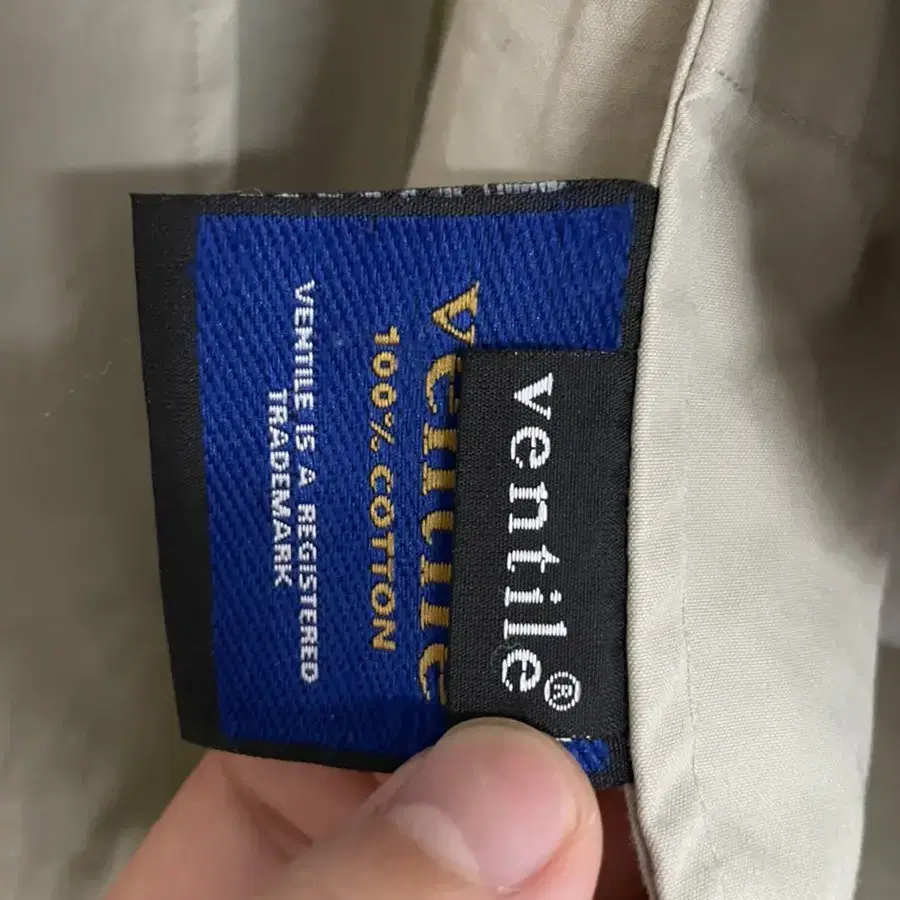 ventile®
ventile
100% COTTON
VENTILE IS A REGISTERED
TRADEMARK